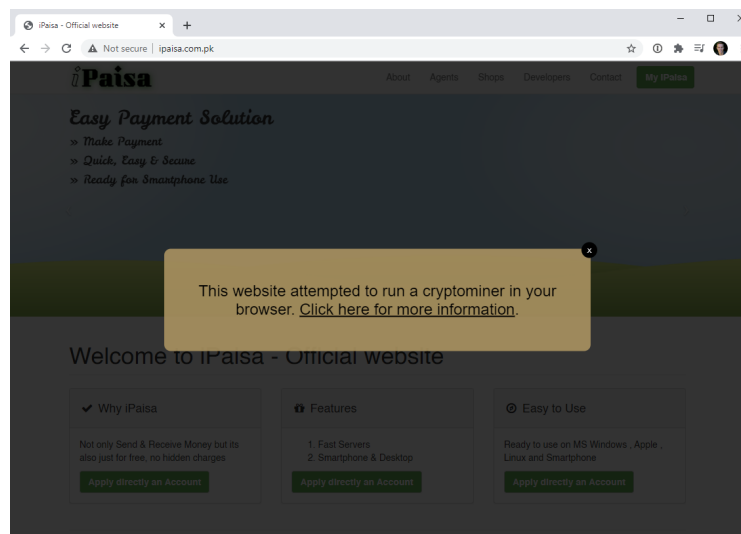 iPaisa - Official website
Not secure | ipaisa.com.pk
iPaisa
About Agents Shops Developers Contact My iPaisa
Easy Payment Solution
» Make Payment
» Quick, Easy & Secure
» Ready for Smartphone Use
x
This website attempted to run a cryptominer in your
browser. Click here for more information.
Welcome to iPaisa - Official website
Why iPaisa
Not only Send & Receive Money but its
also just for free, no hidden charges
Apply directly an Account
Features
1. Fast Servers
2. Smartphone & Desktop
Apply directly an Account
Easy to Use
Ready to use on MS Windows , Apple ,
Linux and Smartphone
Apply directly an Account